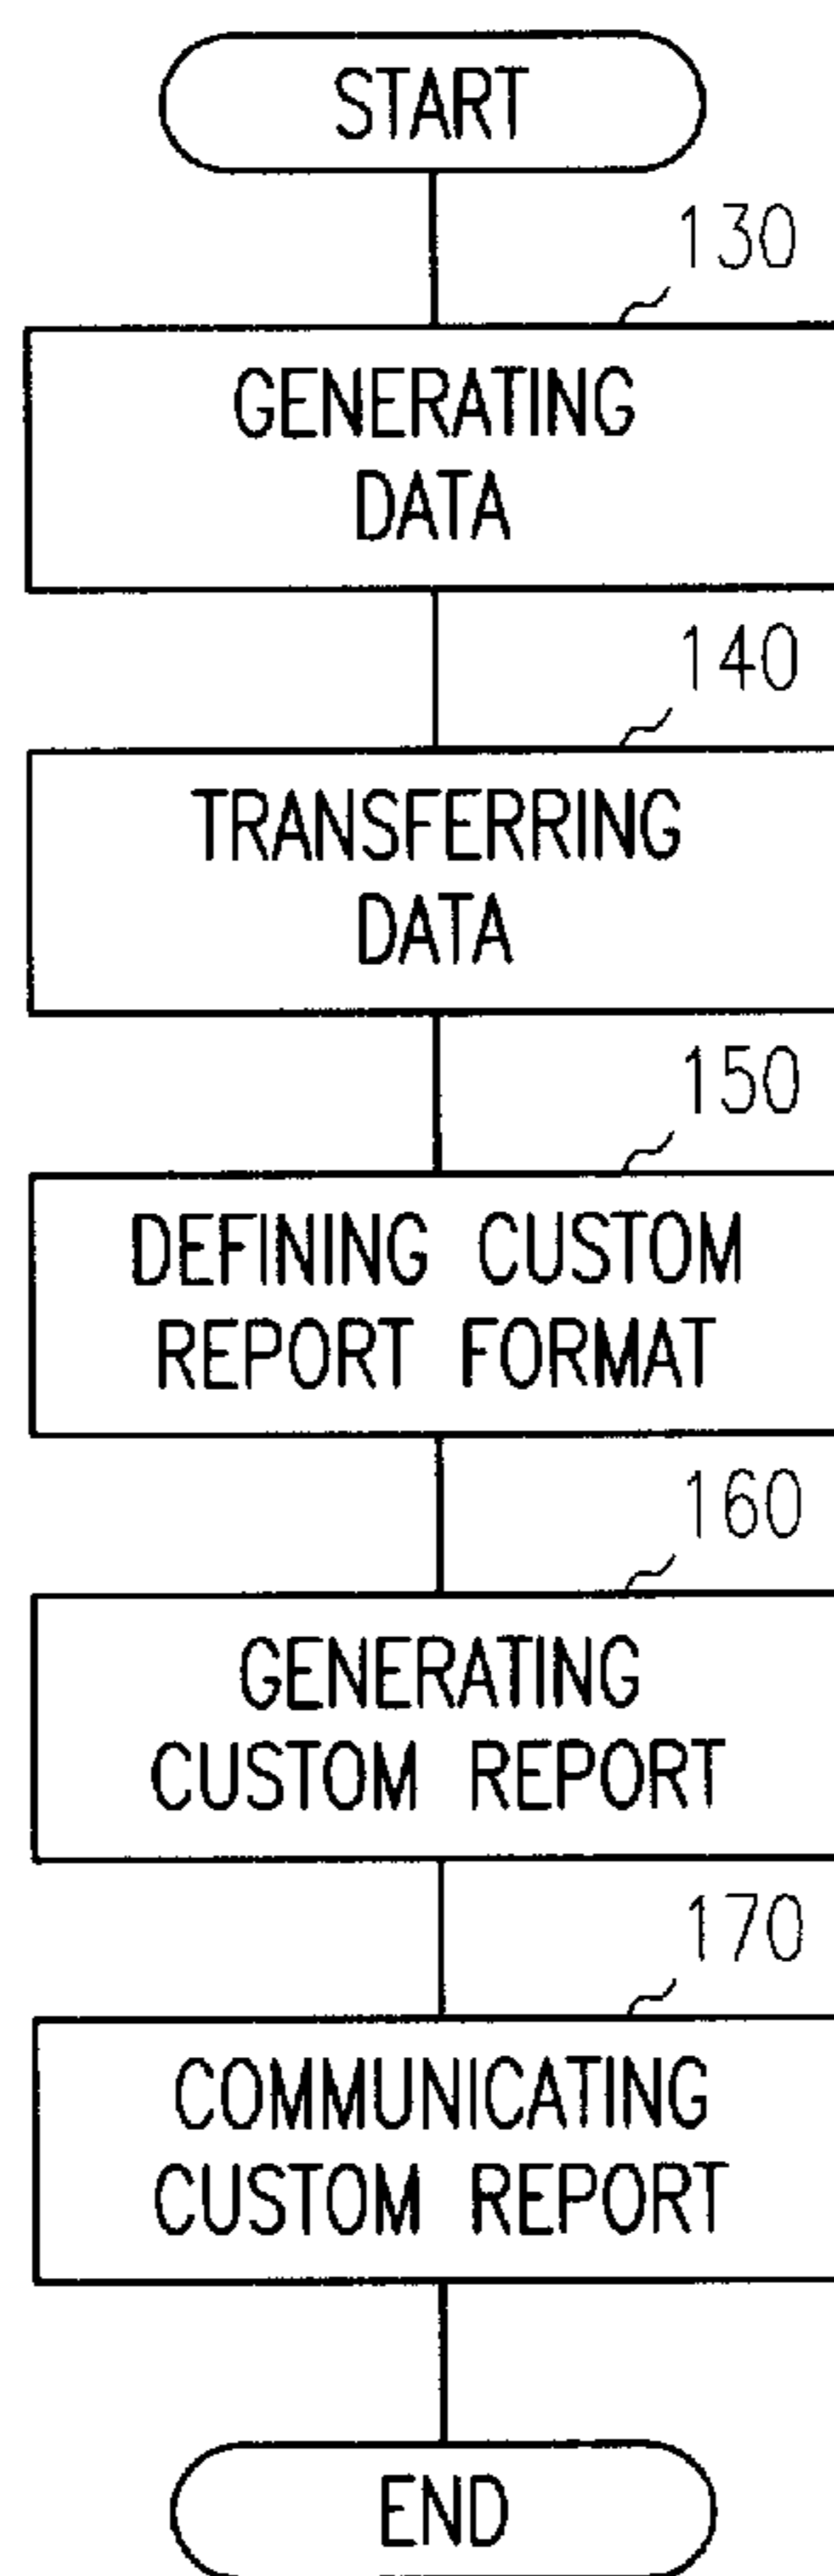 START
130
GENERATING
DATA
140
TRANSFERRING
DATA
150
DEFINING CUSTOM
REPORT FORMAT
160
GENERATING
CUSTOM REPORT
170
COMMUNICATING
CUSTOM REPORT
END